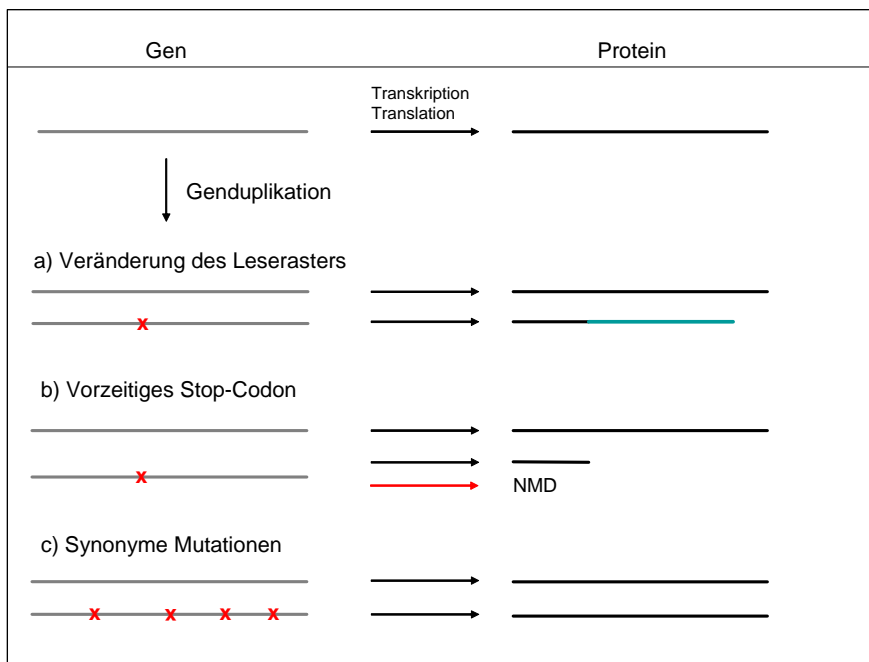 Gen
Protein
Transkription
Translation
Genduplikation
a) Veränderung des Leserasters
x
b) Vorzeitiges Stop-Codon
x
NMD
c) Synonyme Mutationen
x x x x